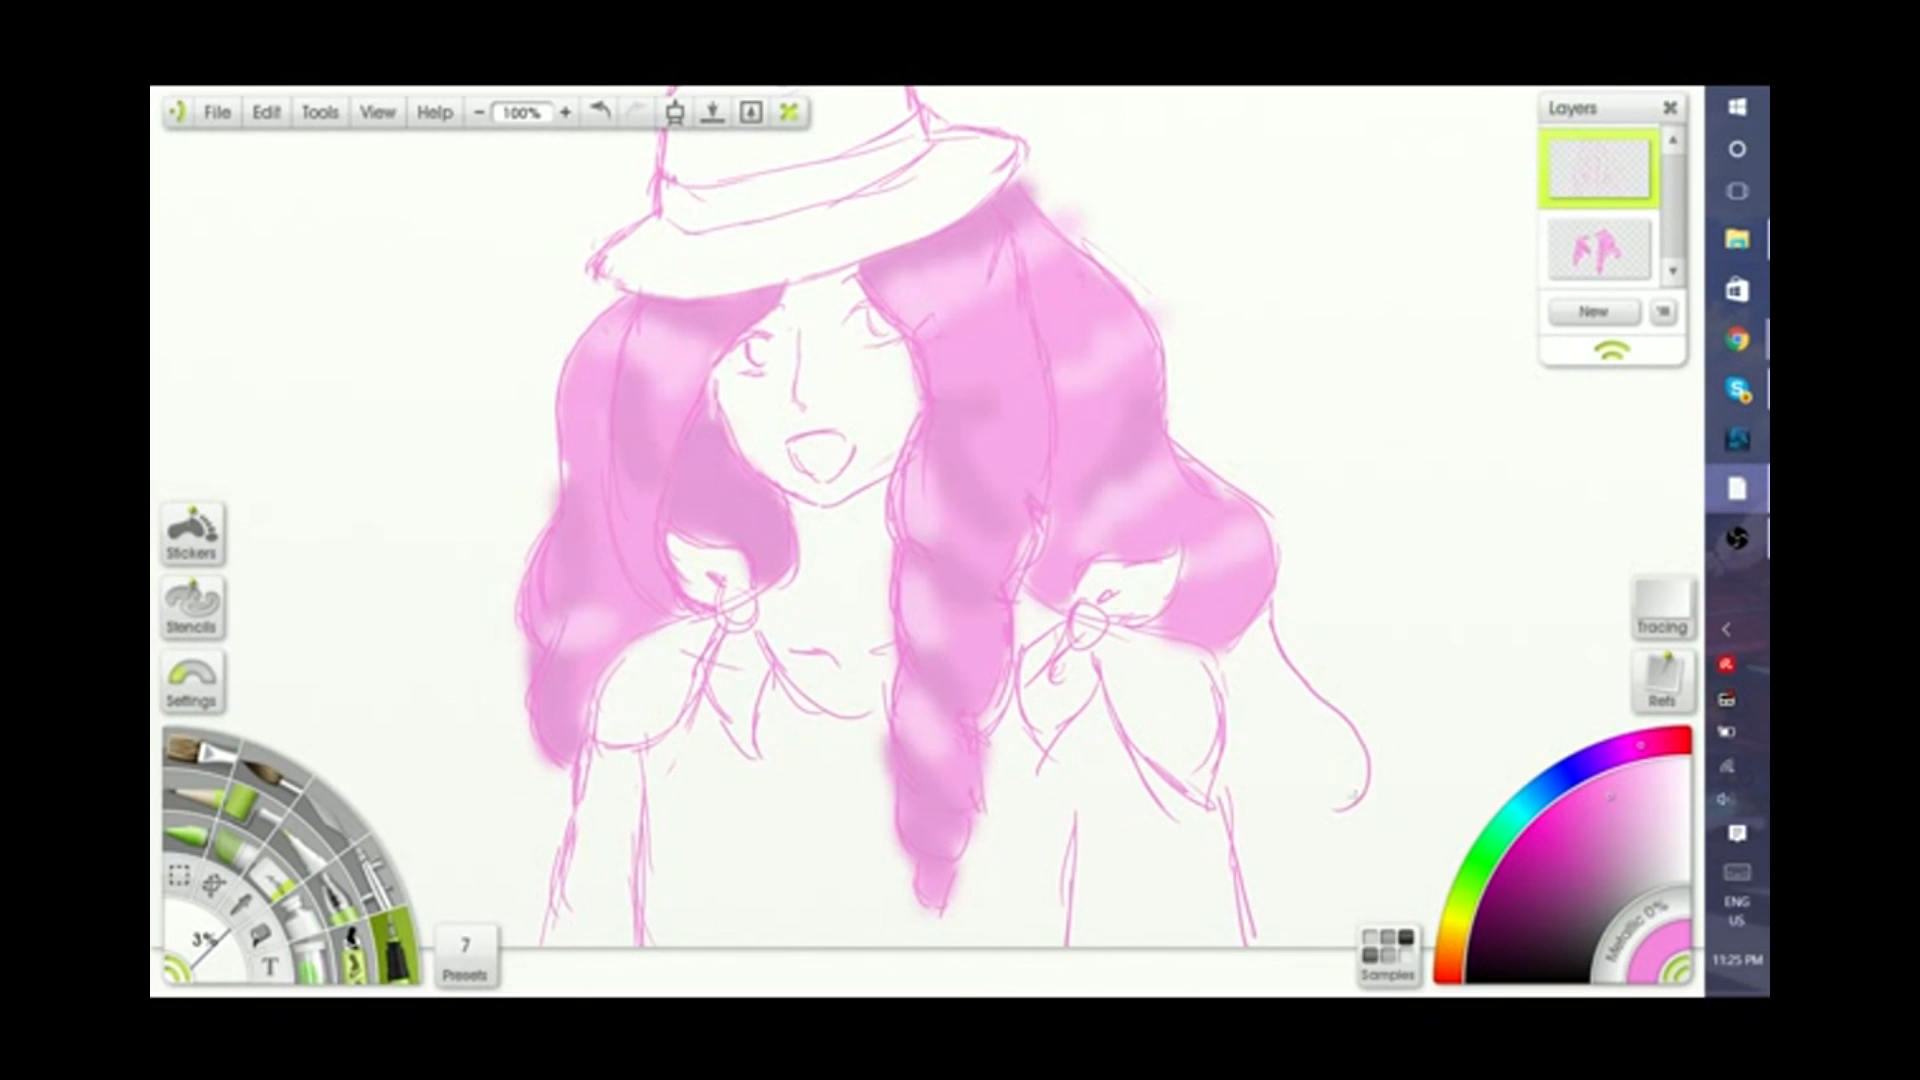 File Edit Tools View Help − 100% +
Layers
New
Stickers
Stencils
Settings
Tracing
Refs
3%
T
7
Presets
Samples
Metallic 0%
ENG
US
11:25 PM